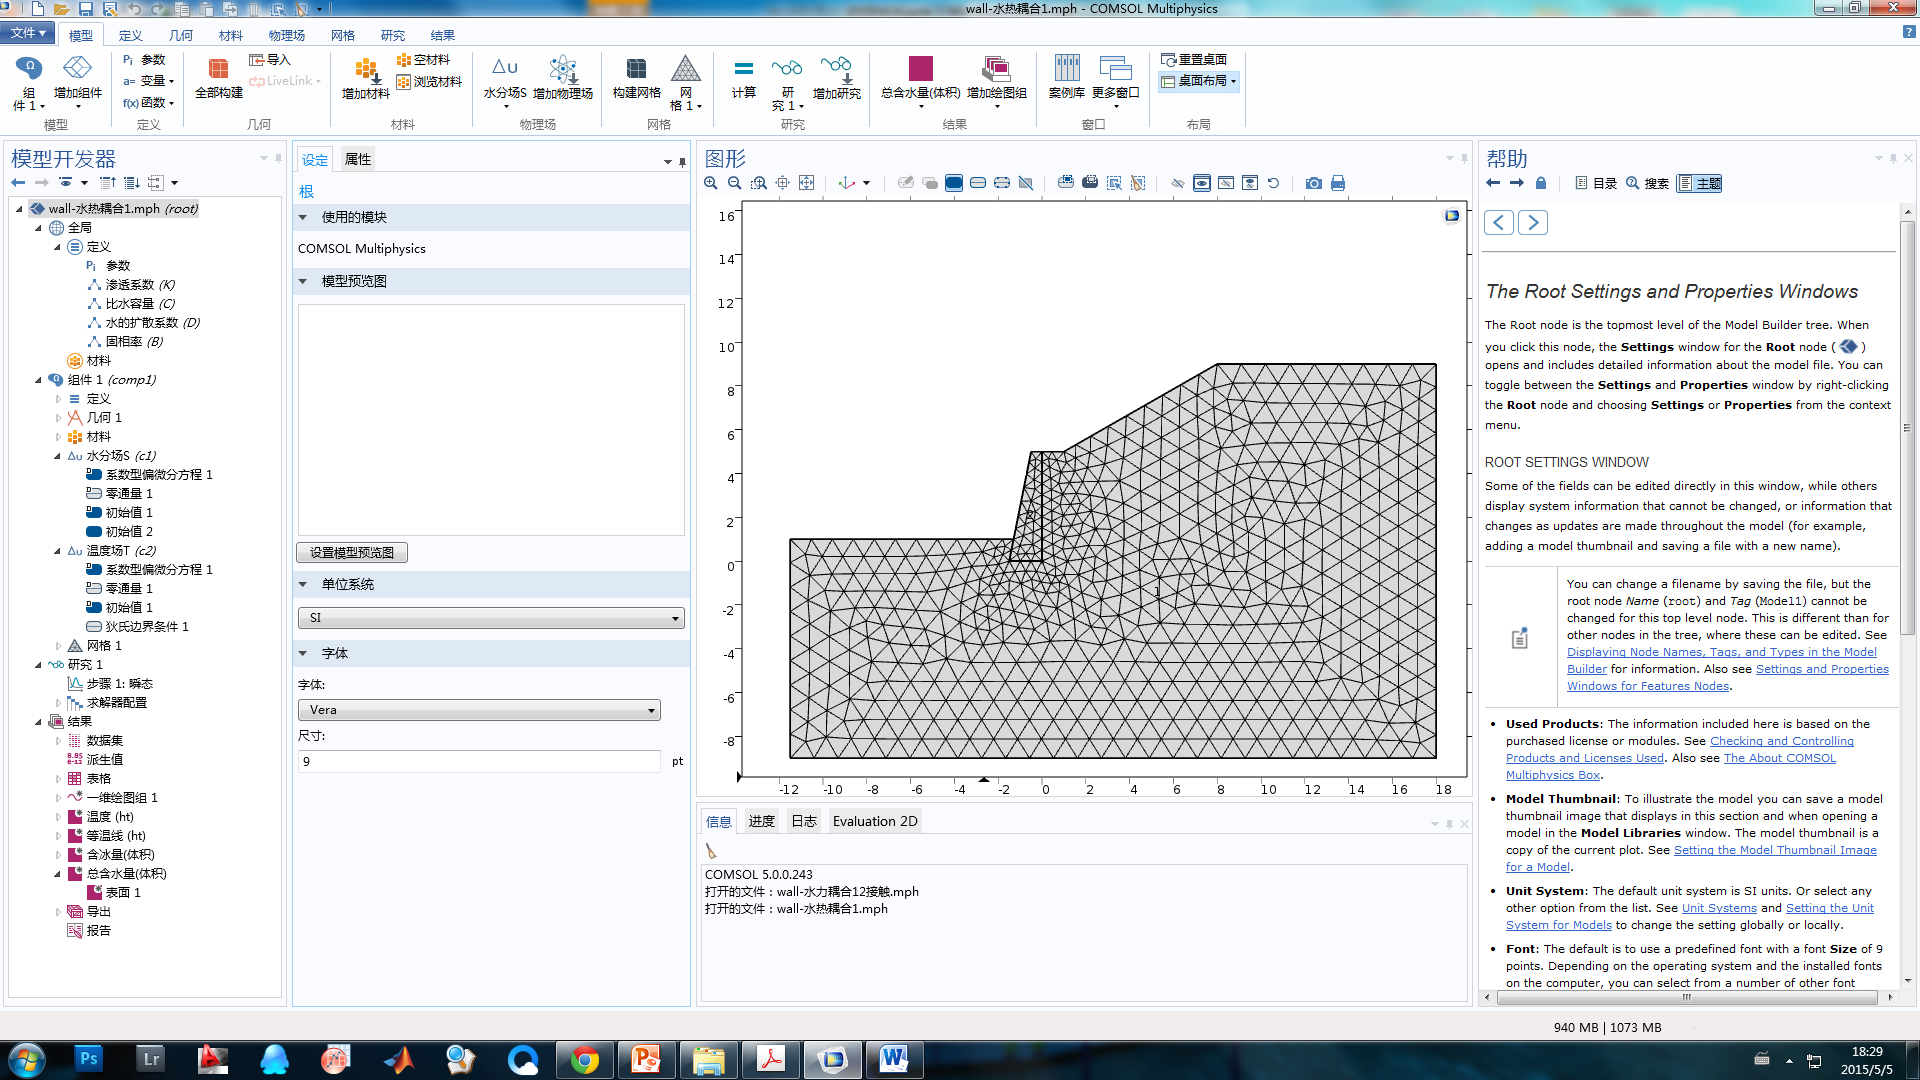 wall-水热耦合1.mph - COMSOL Multiphysics
文件 模型 定义 几何 材料 物理场 网格 研究 结果
组件 1 增加组件 模型
Pi 参数
a= 变量
f(x) 函数
定义
全部构建
导入
LiveLink
几何
增加材料
空材料
浏览材料
材料
Δu 水分场S 增加物理场 物理场
构建网格 网格 1 网格
计算 研究 1 增加研究 研究
总含水量(体积) 增加绘图组 结果
案例库 更多窗口 窗口
重置桌面
桌面布局
布局
模型开发器
wall-水热耦合1.mph (root)
全局
定义
Pi 参数
渗透系数 (K)
比水容量 (C)
水的扩散系数 (D)
固相率 (B)
材料
组件 1 (comp1)
定义
几何 1
材料
Δu 水分场S (c1)
系数型偏微分方程 1
零通量 1
初始值 1
初始值 2
Δu 温度场T (c2)
系数型偏微分方程 1
零通量 1
初始值 1
狄氏边界条件 1
网格 1
研究 1
步骤 1: 瞬态
求解器配置
结果
数据集
8.85 e-12 派生值
表格
一维绘图组 1
温度 (ht)
等温线 (ht)
含冰量(体积)
总含水量(体积)
表面 1
导出
报告
设定 属性
根
使用的模块
COMSOL Multiphysics
模型预览图
设置模型预览图
单位系统
SI
字体
字体:
Vera
尺寸:
9 pt
图形
16
14
12
10
8
6
4
2
0
-2
-4
-6
-8
2
1
-12 -10 -8 -6 -4 -2 0 2 4 6 8 10 12 14 16 18
信息 进度 日志 Evaluation 2D
COMSOL 5.0.0.243
打开的文件：wall-水力耦合12接触.mph
打开的文件：wall-水热耦合1.mph
帮助
目录 搜索 主题
The Root Settings and Properties Windows
The Root node is the topmost level of the Model Builder tree. When
you click this node, the Settings window for the Root node ( )
opens and includes detailed information about the model file. You can
toggle between the Settings and Properties window by right-clicking
the Root node and choosing Settings or Properties from the context
menu.
ROOT SETTINGS WINDOW
Some of the fields can be edited directly in this window, while others
display system information that cannot be changed, or information that
changes as updates are made throughout the model (for example,
adding a model thumbnail and saving a file with a new name).
You can change a filename by saving the file, but the
root node Name (root) and Tag (Model1) cannot be
changed for this top level node. This is different than for
other nodes in the tree, where these can be edited. See
Displaying Node Names, Tags, and Types in the Model
Builder for information. Also see Settings and Properties
Windows for Features Nodes.
• Used Products: The information included here is based on the
purchased license or modules. See Checking and Controlling
Products and Licenses Used. Also see The About COMSOL
Multiphysics Box.
• Model Thumbnail: To illustrate the model you can save a model
thumbnail image that displays in this section and when opening a
model in the Model Libraries window. The model thumbnail is a
copy of the current plot. See Setting the Model Thumbnail Image
for a Model.
• Unit System: The default unit system is SI units. Or select any
other option from the list. See Unit Systems and Setting the Unit
System for Models to change the setting globally or locally.
• Font: The default is to use a predefined font with a font Size of 9
points. Depending on the operating system and the installed fonts
on the computer, you can select from a number of other font
940 MB | 1073 MB
Ps Lr
18:29
2015/5/5